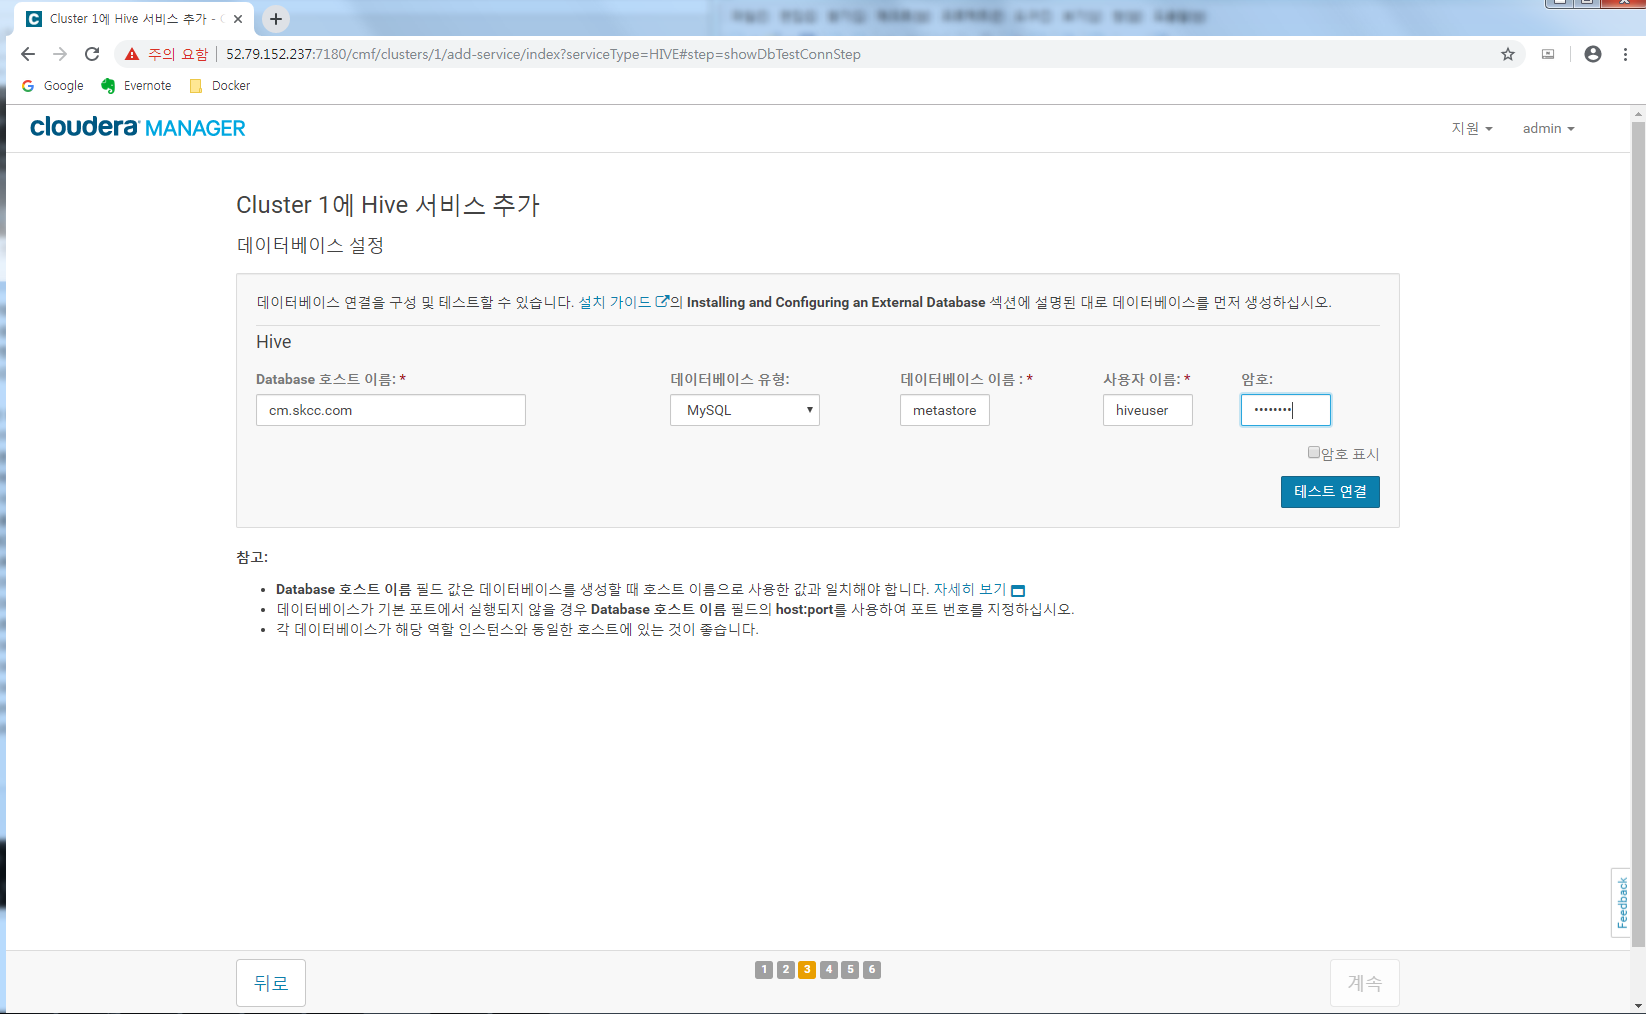 Cluster 1에 Hive 서비스 추가 -
주의 요함
52.79.152.237:7180/cmf/clusters/1/add-service/index?serviceType=HIVE#step=showDbTestConnStep
Google Evernote Docker
cloudera MANAGER
지원 admin
Cluster 1에 Hive 서비스 추가
데이터베이스 설정
데이터베이스 연결을 구성 및 테스트할 수 있습니다. 설치 가이드의 Installing and Configuring an External Database 섹션에 설명된 대로 데이터베이스를 먼저 생성하십시오.
Hive
Database 호스트 이름: * 데이터베이스 유형: 데이터베이스 이름 : * 사용자 이름: * 암호:
cm.skcc.com MySQL metastore hiveuser ········
암호 표시
테스트 연결
참고:
• Database 호스트 이름 필드 값은 데이터베이스를 생성할 때 호스트 이름으로 사용한 값과 일치해야 합니다. 자세히 보기
• 데이터베이스가 기본 포트에서 실행되지 않을 경우 Database 호스트 이름 필드의 host:port를 사용하여 포트 번호를 지정하십시오.
• 각 데이터베이스가 해당 역할 인스턴스와 동일한 호스트에 있는 것이 좋습니다.
Feedback
뒤로 1 2 3 4 5 6 계속